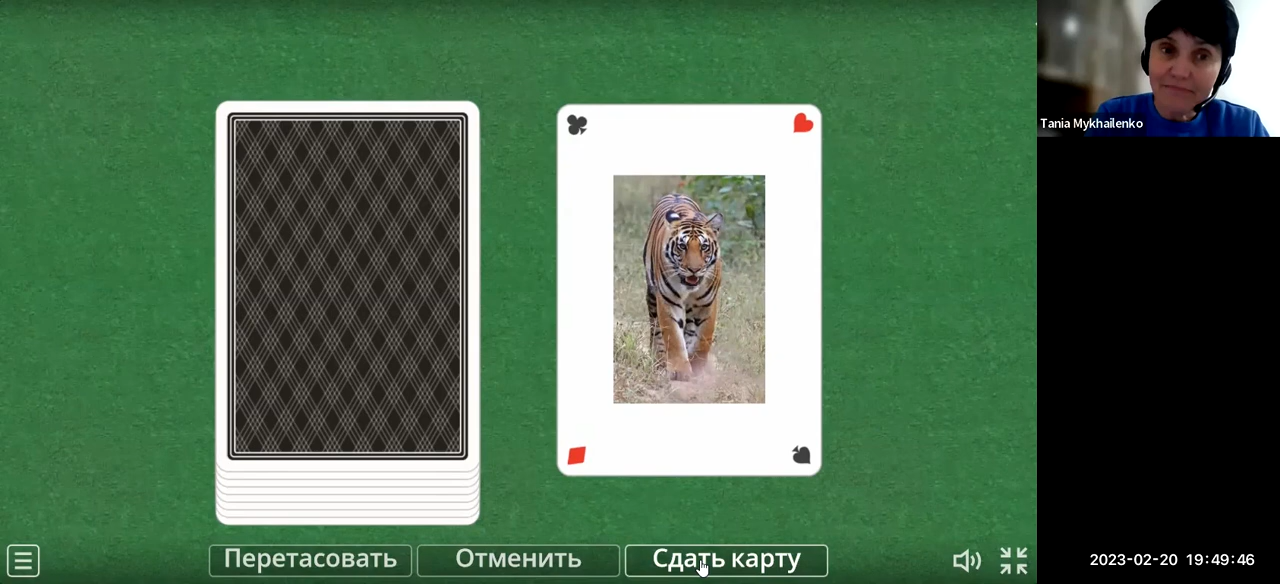 Tania Mykhailenko
Перетасовать
Отменить
Сдать карту
2023-02-20 19:49:46